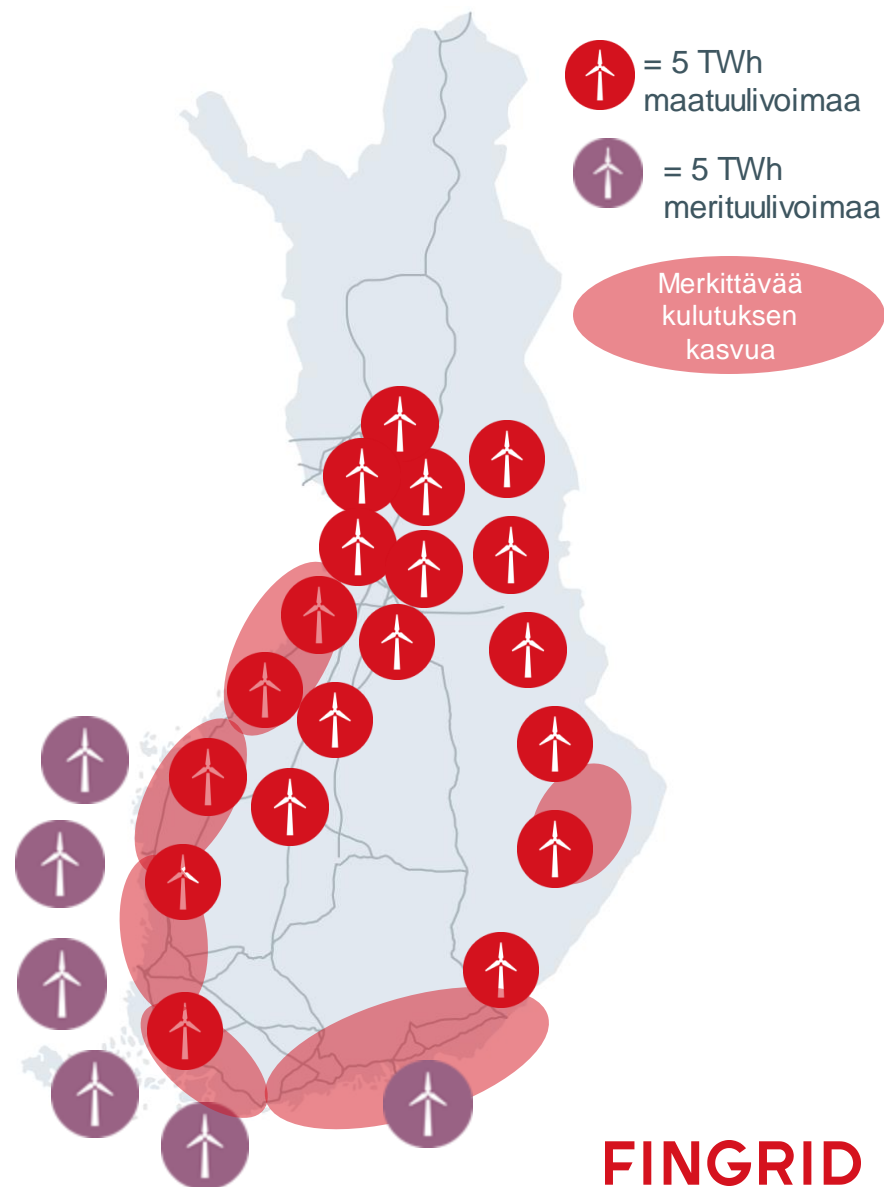 = 5 TWh
maatuulivoimaa
= 5 TWh
merituulivoimaa
Merkittävää
kulutuksen
kasvua
FINGRID